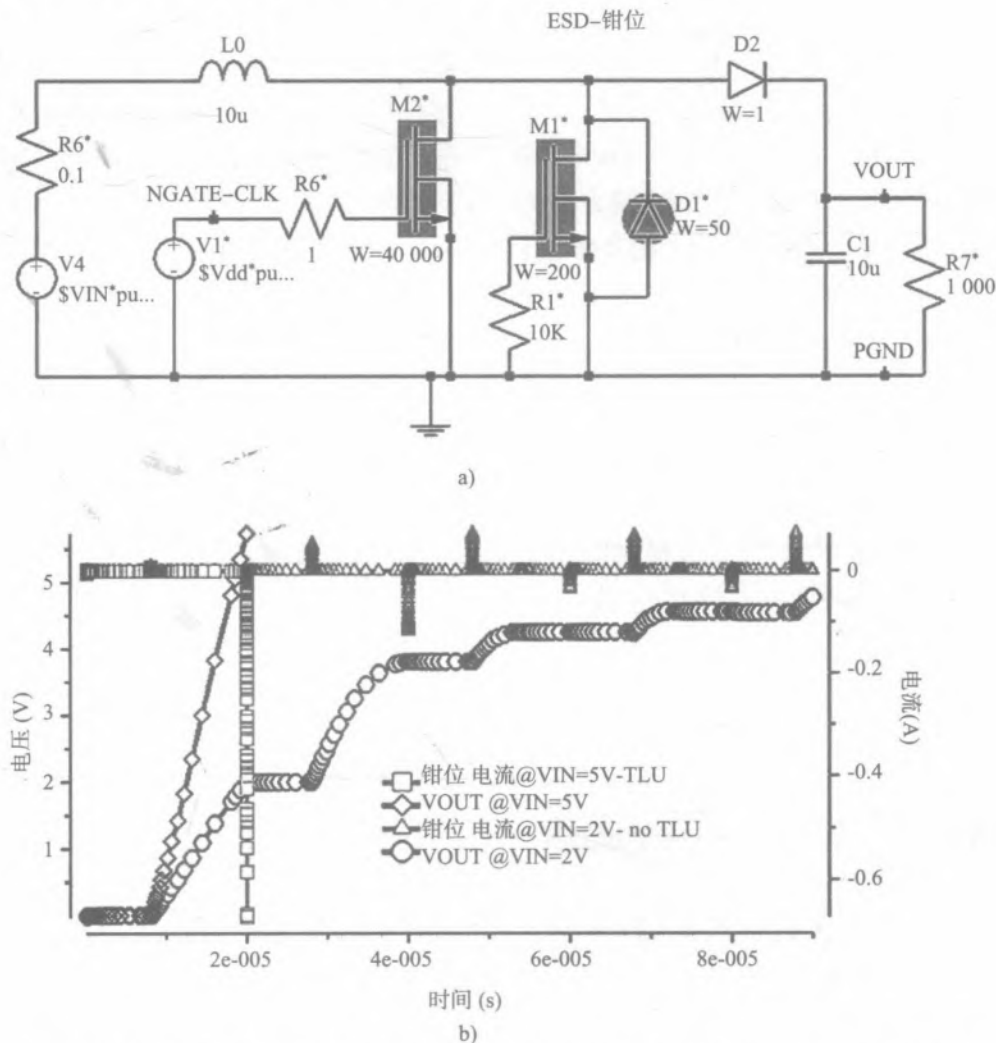 ESD-钳位
L0
10u
D2
W=1
R6*
0.1
M2*
M1*
NGATE-CLK
R6*
1
W=40 000
V1*
$Vdd*pu...
V4
$VIN*pu...
W=200
R1*
10K
D1*
W=50
VOUT
C1
10u
R7*
1 000
PGND
a)
电压 (V)
5
4
3
2
1
0
-0.2
-0.4
-0.6
电流(A)
钳位 电流@VIN=5V-TLU
VOUT @VIN=5V
钳位 电流@VIN=2V- no TLU
VOUT @VIN=2V
2e-005
4e-005
6e-005
8e-005
时间 (s)
b)